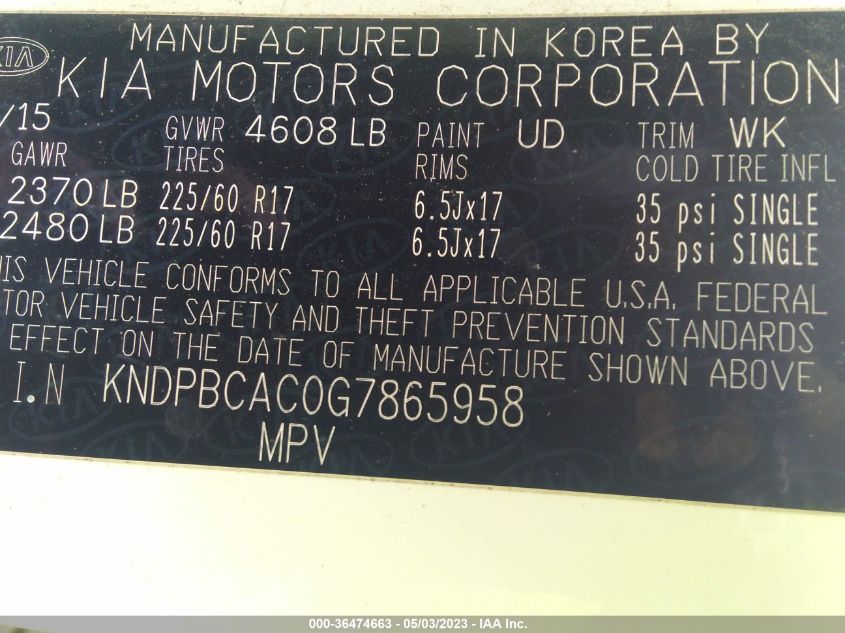 KIA
MANUFACTURED IN KOREA BY
KIA MOTORS CORPORATION
/15 GVWR 4608 LB PAINT UD TRIM WK
GAWR TIRES RIMS COLD TIRE INFL
2370 LB 225/60 R17 6.5Jx17 35 psi SINGLE
2480 LB 225/60 R17 6.5Jx17 35 psi SINGLE
IS VEHICLE CONFORMS TO ALL APPLICABLE U.S.A. FEDERAL
TOR VEHICLE SAFETY AND THEFT PREVENTION STANDARDS
EFFECT ON THE DATE OF MANUFACTURE SHOWN ABOVE.
I.N KNDPBCAC0G7865958
MPV
000-36474663 - 05/03/2023 - IAA Inc.